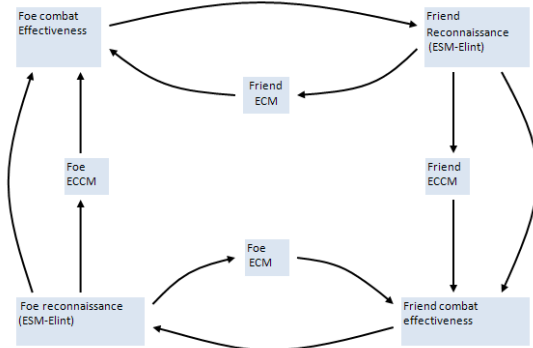 Foe combat
Effectiveness
Friend
Reconnaissance
(ESM-Elint)
Friend
ECM
Foe
ECCM
Friend
ECCM
Foe
ECM
Foe reconnaissance
(ESM-Elint)
Friend combat
effectiveness